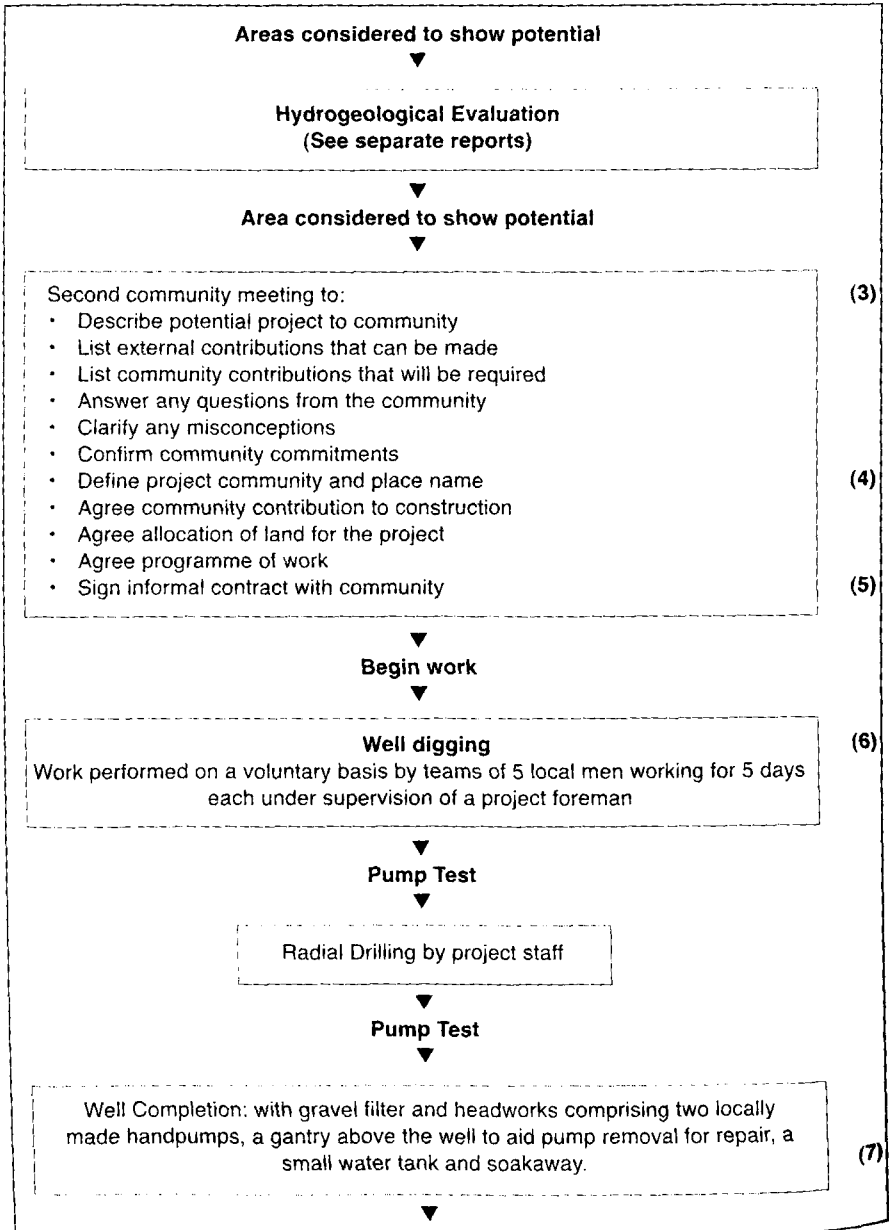 Areas considered to show potential
▼
Hydrogeological Evaluation
(See separate reports)
▼
Area considered to show potential
▼
Second community meeting to: (3)
· Describe potential project to community
· List external contributions that can be made
· List community contributions that will be required
· Answer any questions from the community
· Clarify any misconceptions
· Confirm community commitments
· Define project community and place name (4)
· Agree community contribution to construction
· Agree allocation of land for the project
· Agree programme of work
· Sign informal contract with community (5)
▼
Begin work
▼
Well digging (6)
Work performed on a voluntary basis by teams of 5 local men working for 5 days
each under supervision of a project foreman
▼
Pump Test
▼
Radial Drilling by project staff
▼
Pump Test
▼
Well Completion: with gravel filter and headworks comprising two locally
made handpumps, a gantry above the well to aid pump removal for repair, a
small water tank and soakaway. (7)
▼